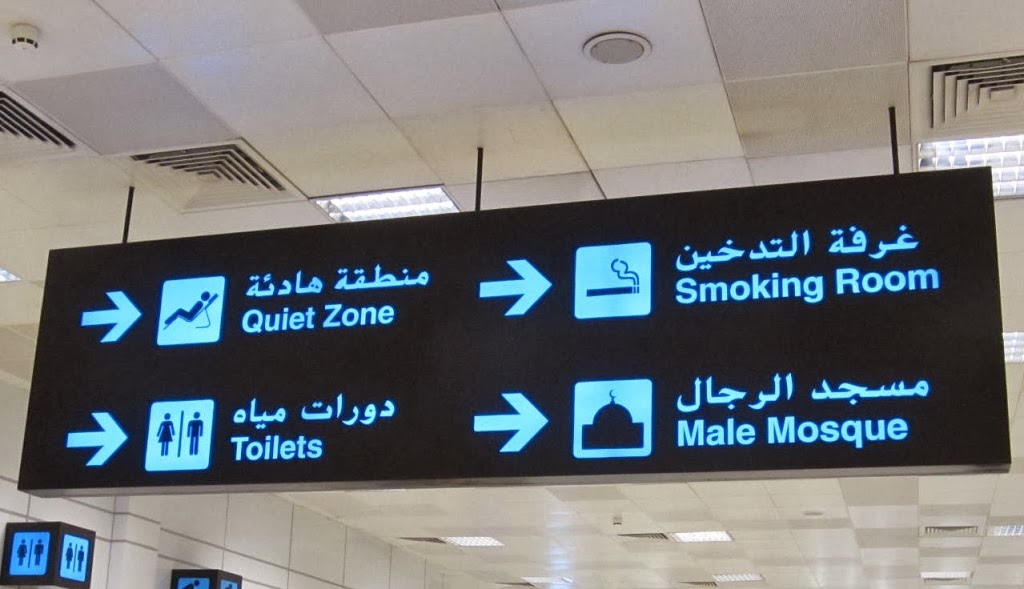 منطقة هادئة
Quiet Zone
غرفة التدخين
Smoking Room
دورات مياه
Toilets
مسجد الرجال
Male Mosque